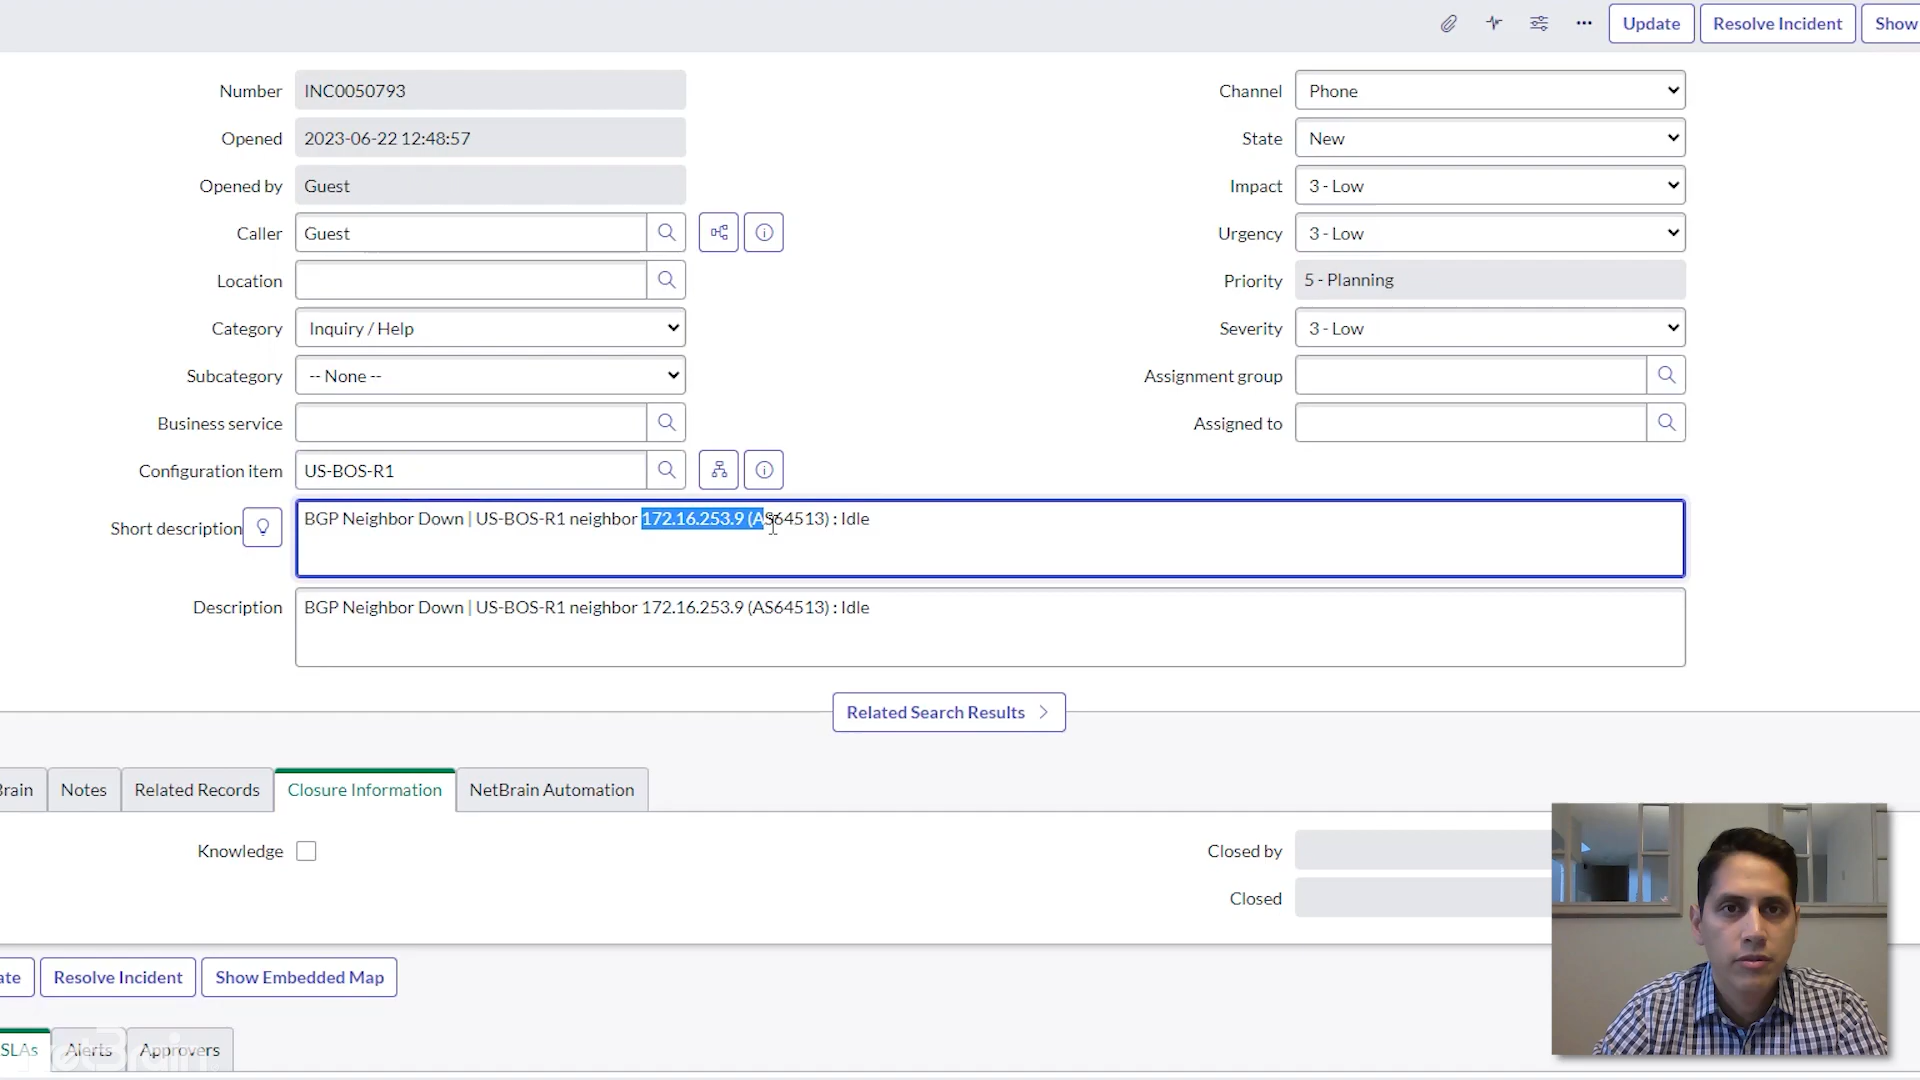 Update
Resolve Incident
Show
Number
INC0050793
Channel
Phone
Opened
2023-06-22 12:48:57
State
New
Opened by
Guest
Impact
3 - Low
Caller
Guest
Urgency
3 - Low
Location
Priority
5 - Planning
Category
Inquiry / Help
Severity
3 - Low
Subcategory
-- None --
Assignment group
Business service
Assigned to
Configuration item
US-BOS-R1
Short description
BGP Neighbor Down | US-BOS-R1 neighbor 172.16.253.9 (AS64513) : Idle
Description
BGP Neighbor Down | US-BOS-R1 neighbor 172.16.253.9 (AS64513) : Idle
Related Search Results
Brain
Notes
Related Records
Closure Information
NetBrain Automation
Knowledge
Closed by
Closed
ate
Resolve Incident
Show Embedded Map
SLAs
Alerts
Approvers
netBrain